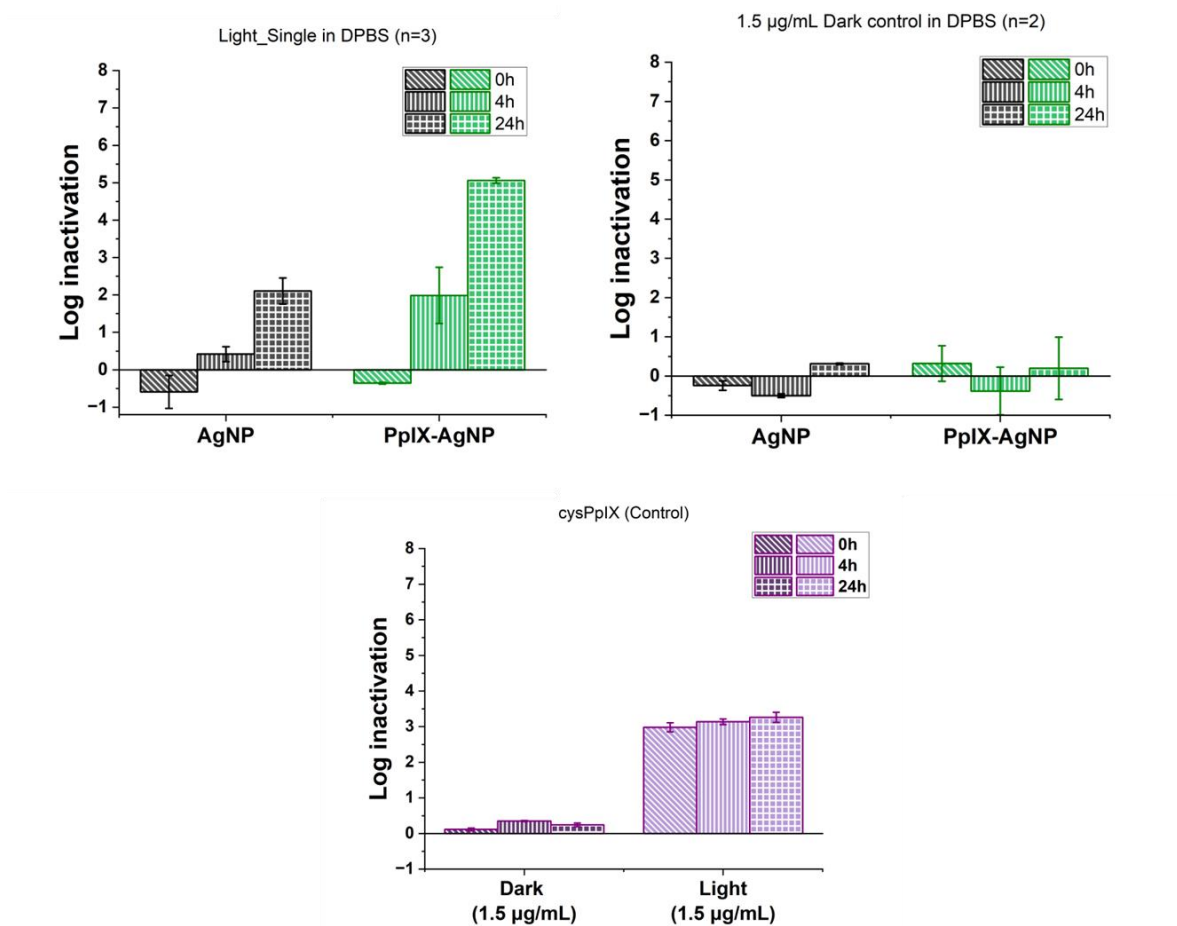 Light_Single in DPBS (n=3)
8
7
6
5
4
3
2
1
0
−1
Log inactivation
0h
4h
24h
AgNP
PpIX-AgNP
1.5 µg/mL Dark control in DPBS (n=2)
8
7
6
5
4
3
2
1
0
−1
Log inactivation
0h
4h
24h
AgNP
PpIX-AgNP
cysPpIX (Control)
8
7
6
5
4
3
2
1
0
−1
Log inactivation
0h
4h
24h
Dark
(1.5 µg/mL)
Light
(1.5 µg/mL)